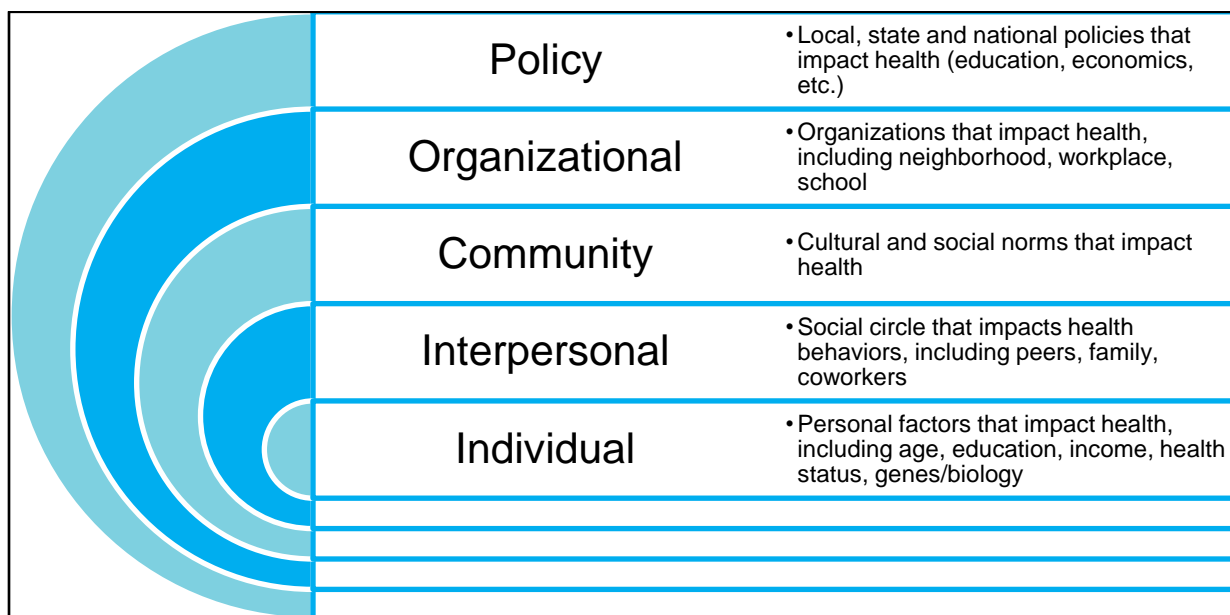 Policy
•Local, state and national policies that
impact health (education, economics,
etc.)
Organizational
•Organizations that impact health,
including neighborhood, workplace,
school
Community
•Cultural and social norms that impact
health
Interpersonal
•Social circle that impacts health
behaviors, including peers, family,
coworkers
Individual
•Personal factors that impact health,
including age, education, income, health
status, genes/biology